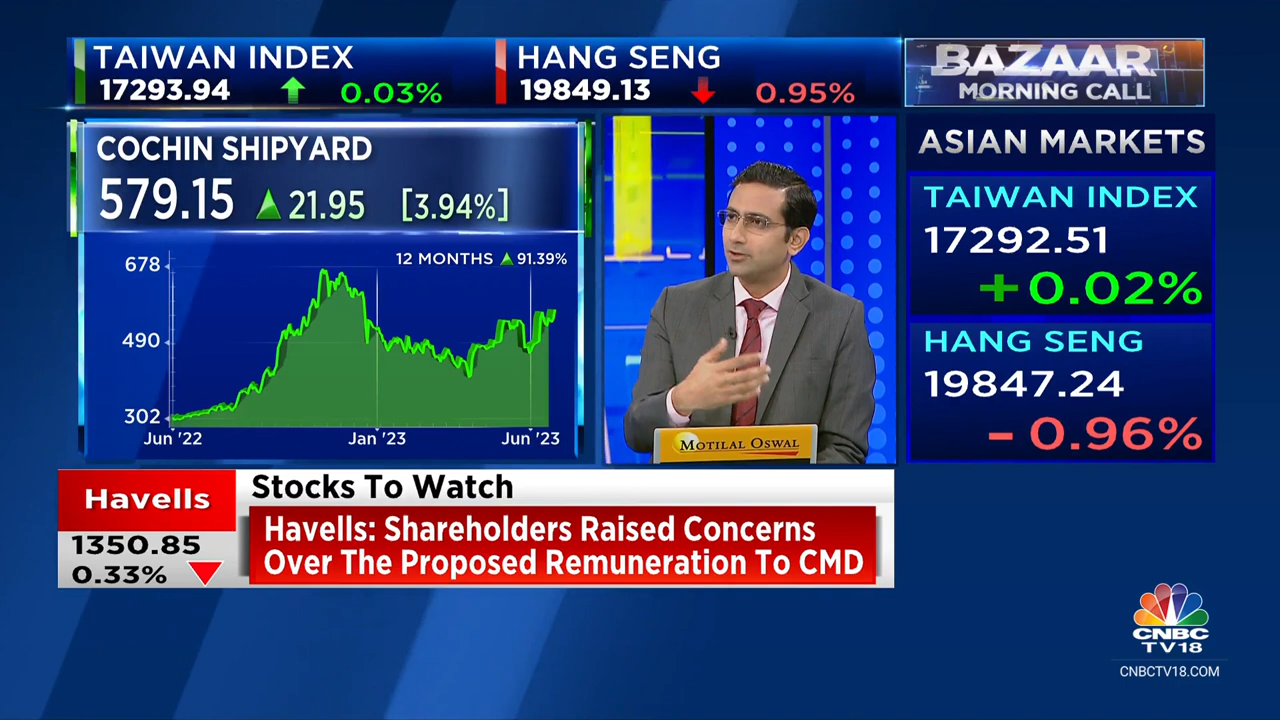 TAIWAN INDEX
17293.94 0.03%
HANG SENG
19849.13 0.95%
BAZAAR
MORNING CALL
COCHIN SHIPYARD
579.15 21.95 [3.94%]
12 MONTHS 91.39%
678
490
302
Jun '22 Jan '23 Jun '23
MOTILAL OSWAL
ASIAN MARKETS
TAIWAN INDEX
17292.51
+0.02%
HANG SENG
19847.24
- 0.96%
Havells
1350.85
0.33%
Stocks To Watch
Havells: Shareholders Raised Concerns
Over The Proposed Remuneration To CMD
CNBC
TV18
CNBCTV18.COM